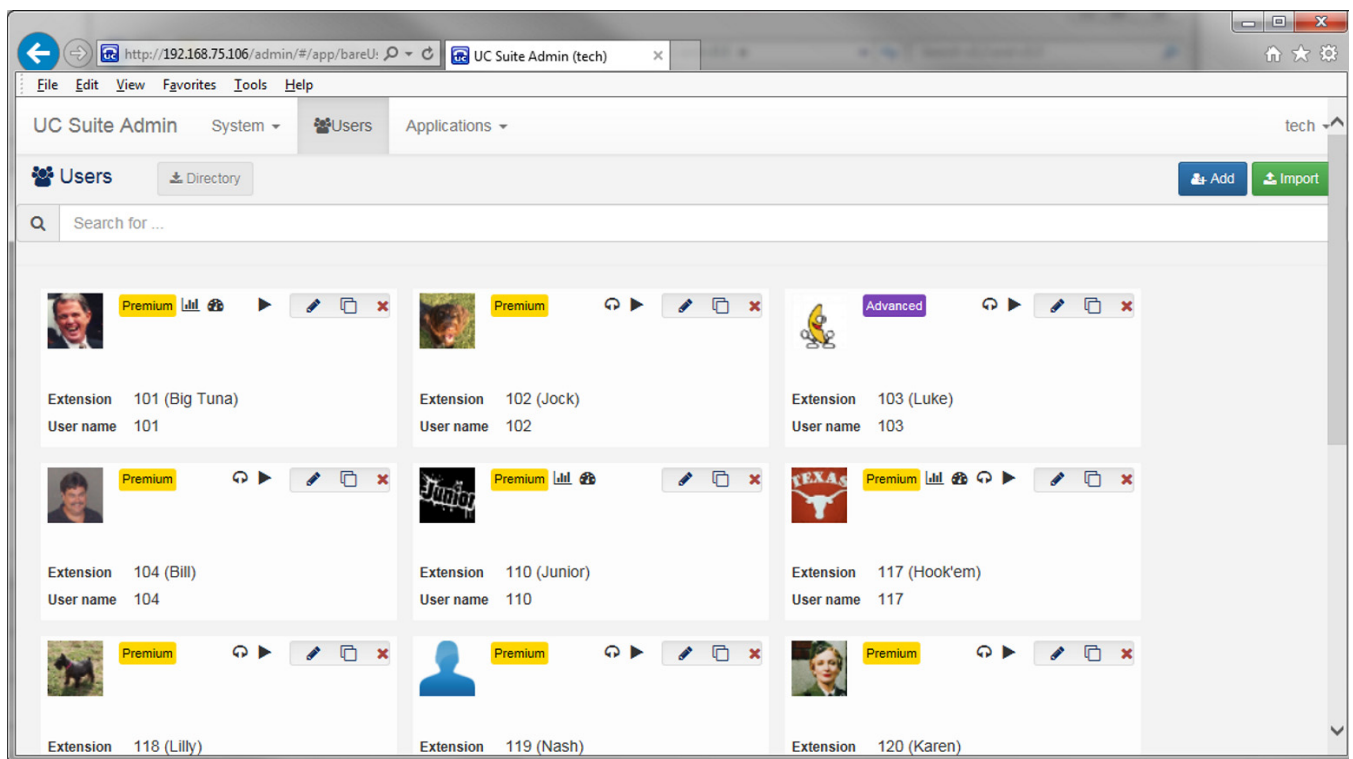 http://192.168.75.106/admin/#/app/bareU:
UC Suite Admin (tech)
File Edit View Favorites Tools Help
UC Suite Admin System Users Applications tech
Users Directory Add Import
Search for ...
Premium Premium Advanced
Extension 101 (Big Tuna) Extension 102 (Jock) Extension 103 (Luke)
User name 101 User name 102 User name 103
Premium Junior Premium TEXAS Premium
Extension 104 (Bill) Extension 110 (Junior) Extension 117 (Hook'em)
User name 104 User name 110 User name 117
Premium Premium Premium
Extension 118 (Lilly) Extension 119 (Nash) Extension 120 (Karen)